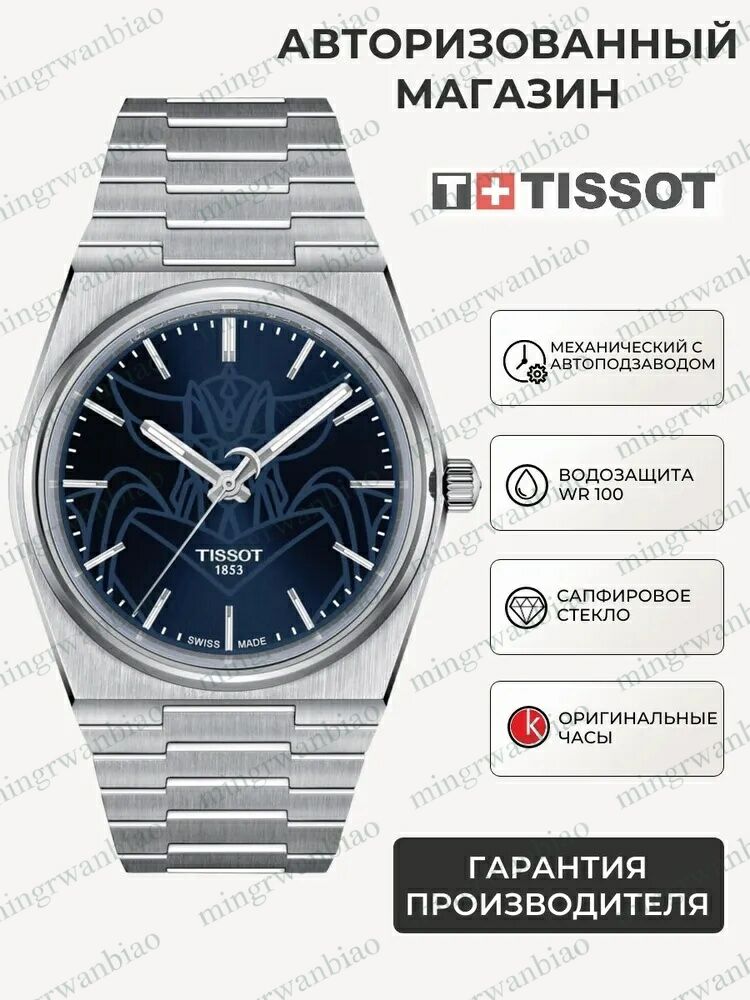 АВТОРИЗОВАННЫЙ
МАГАЗИН
T+TISSOT
МЕХАНИЧЕСКИЙ С
АВТОПОДЗАВОДОМ
ВОДОЗАЩИТА
WR 100
САПФИРОВОЕ
СТЕКЛО
k ОРИГИНАЛЬНЫЕ
ЧАСЫ
ГАРАНТИЯ
ПРОИЗВОДИТЕЛЯ
TISSOT
1853
SWISS MADE
mingrwanbiao